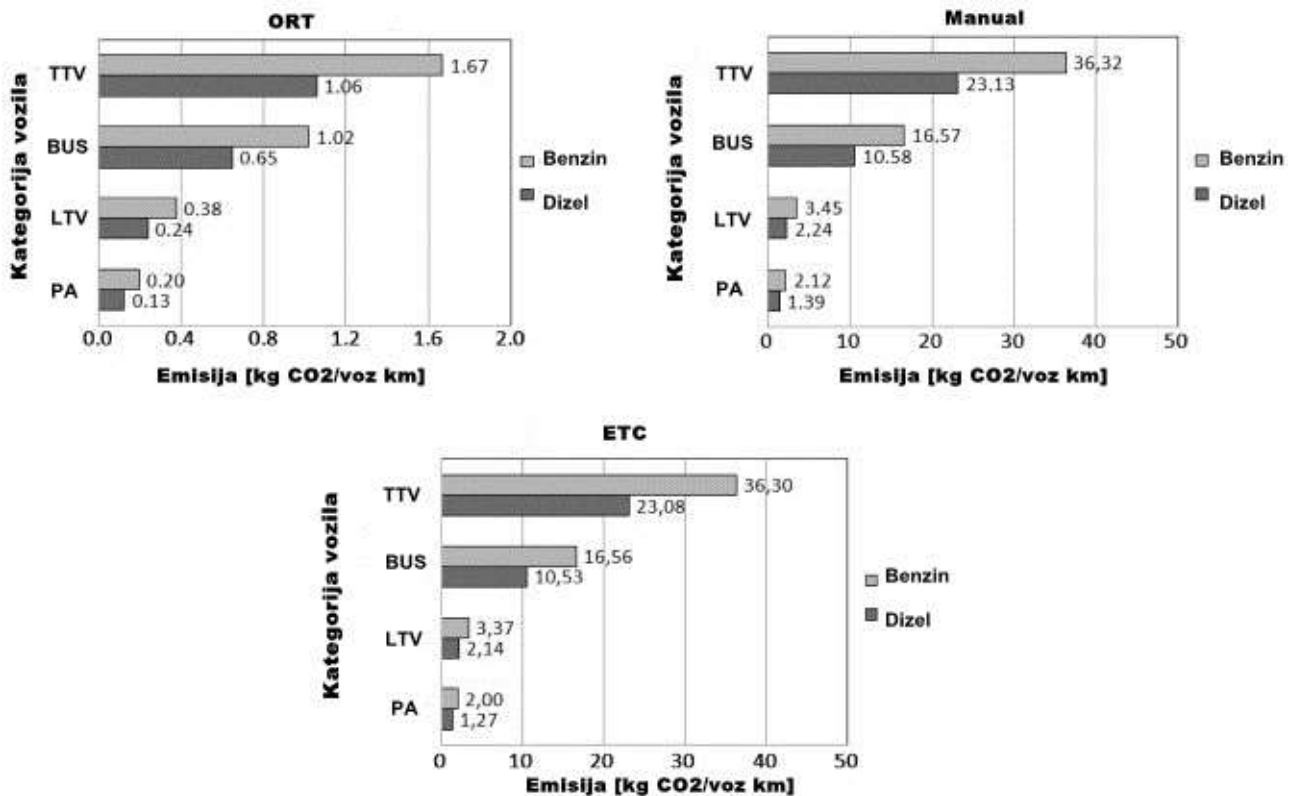 ORT
Kategorija vozila
TTV
1.67
1.06
BUS
1.02
0.65
LTV
0.38
0.24
PA
0.20
0.13
0.0 0.4 0.8 1.2 1.6 2.0
Emisija [kg CO2/voz km]
Benzin
Dizel
Manual
Kategorija vozila
TTV
36,32
23.13
BUS
16.57
10.58
LTV
3.45
2,24
PA
2.12
1.39
0 10 20 30 40 50
Emisija [kg CO2/voz km]
Benzin
Dizel
ETC
Kategorija vozila
TTV
36,30
23,08
BUS
16,56
10,53
LTV
3,37
2,14
PA
2,00
1,27
0 10 20 30 40 50
Emisija [kg CO2/voz km]
Benzin
Dizel